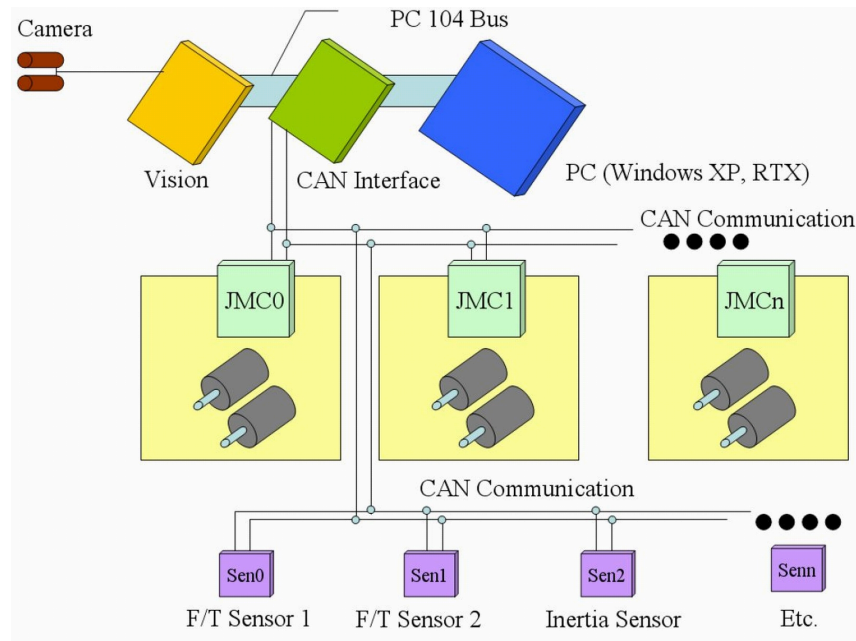 Camera
PC 104 Bus
Vision
CAN Interface
PC (Windows XP, RTX)
CAN Communication
JMC0
JMC1
JMCn
CAN Communication
Sen0
Sen1
Sen2
Senn
F/T Sensor 1
F/T Sensor 2
Inertia Sensor
Etc.